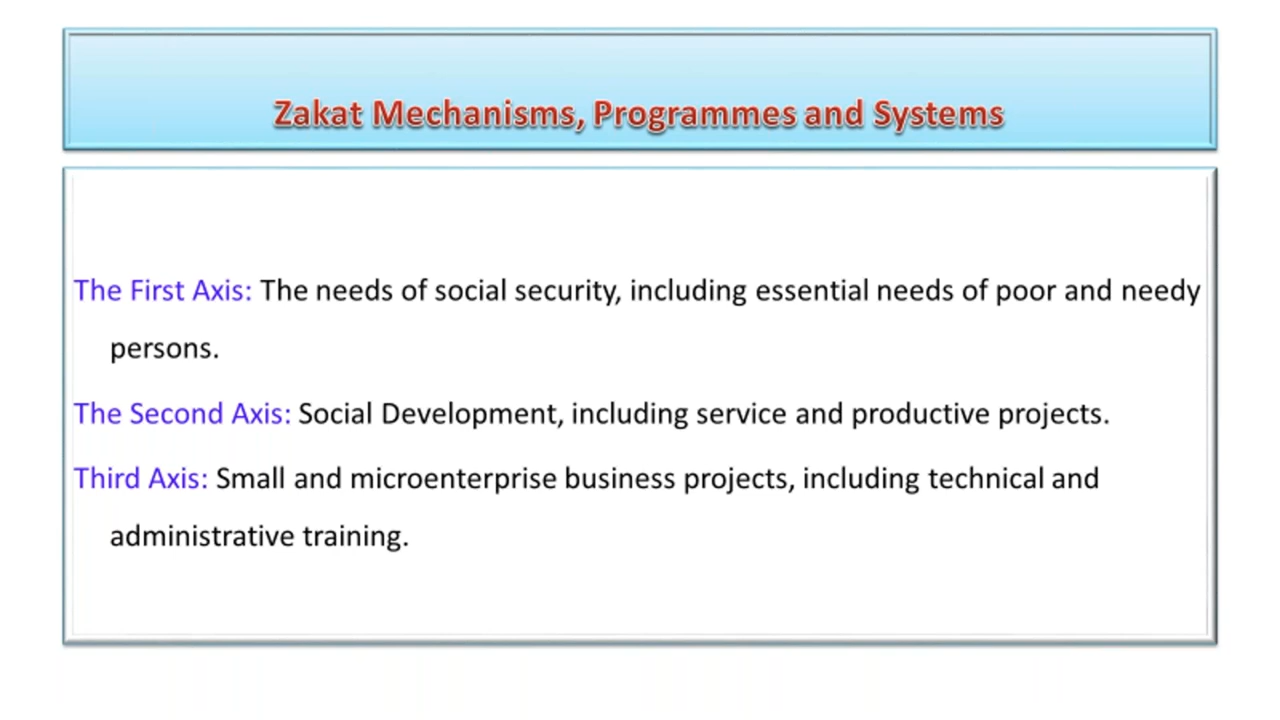 Zakat Mechanisms, Programmes and Systems
The First Axis: The needs of social security, including essential needs of poor and needy
persons.
The Second Axis: Social Development, including service and productive projects.
Third Axis: Small and microenterprise business projects, including technical and
administrative training.